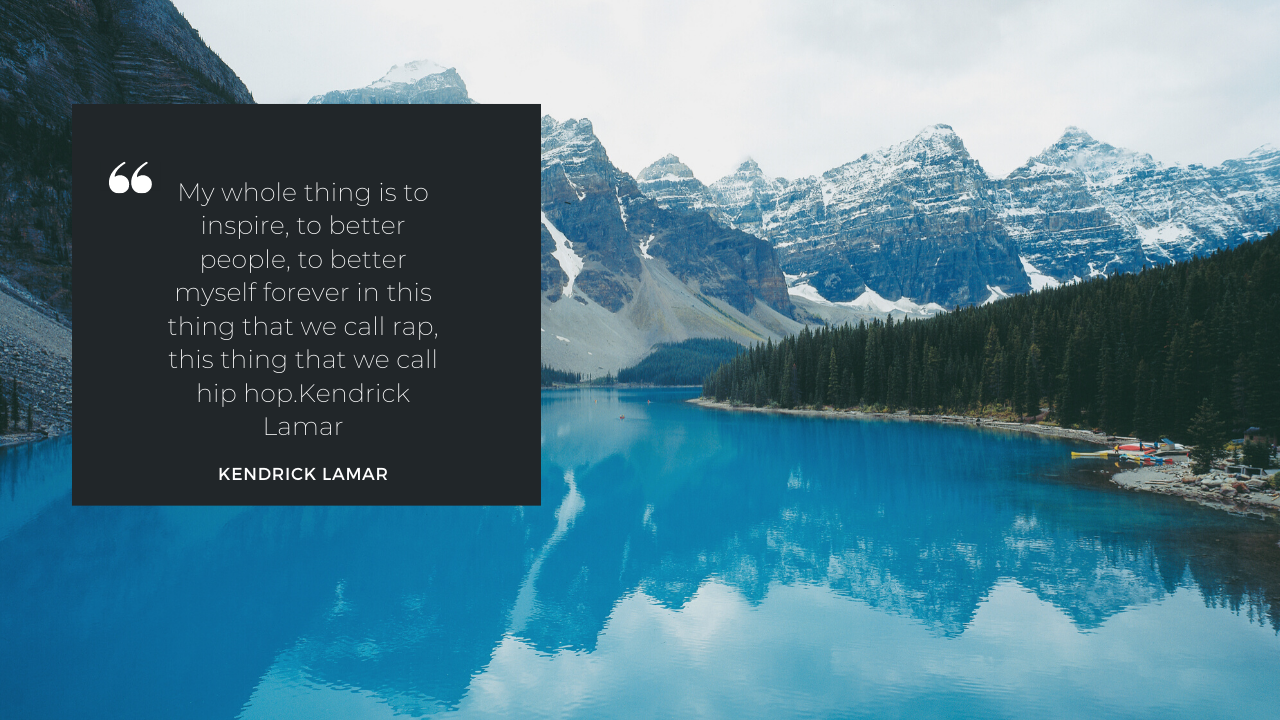 “
My whole thing is to
inspire, to better
people, to better
myself forever in this
thing that we call rap,
this thing that we call
hip hop.Kendrick
Lamar
KENDRICK LAMAR